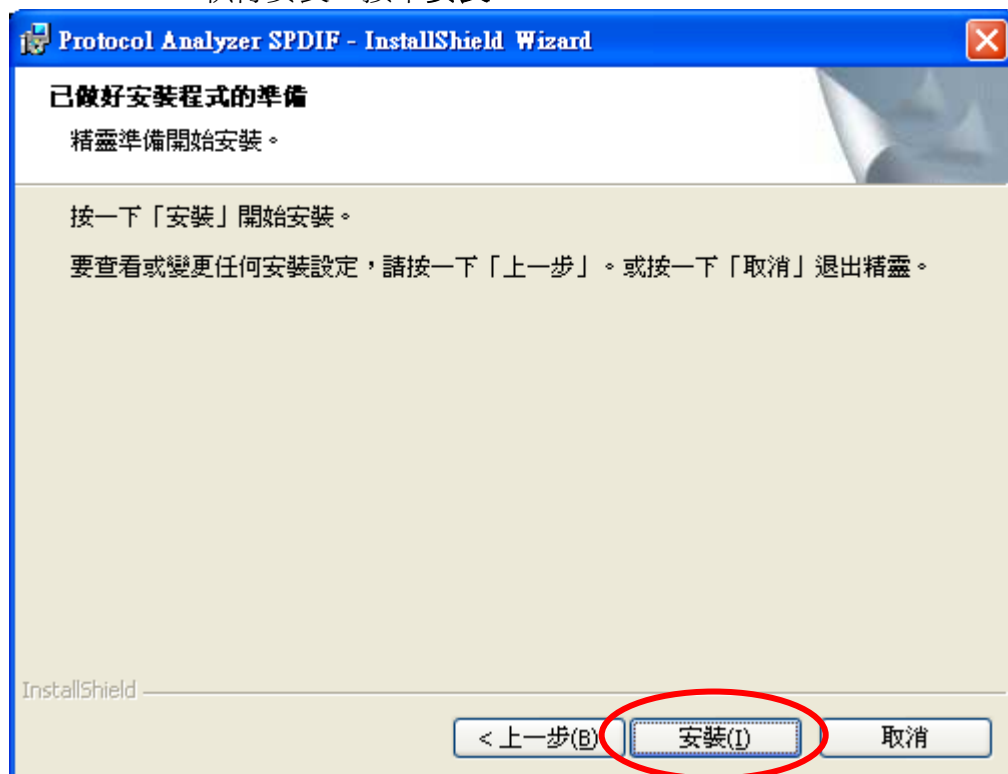 Protocol Analyzer SPDIF - InstallShield Wizard
已做好安裝程式的準備
精靈準備開始安裝。
按一下「安裝」開始安裝。
要查看或變更任何安裝設定，請按一下「上一步」。或按一下「取消」退出精靈。
InstallShield
< 上一步(B) 安裝(I) 取消